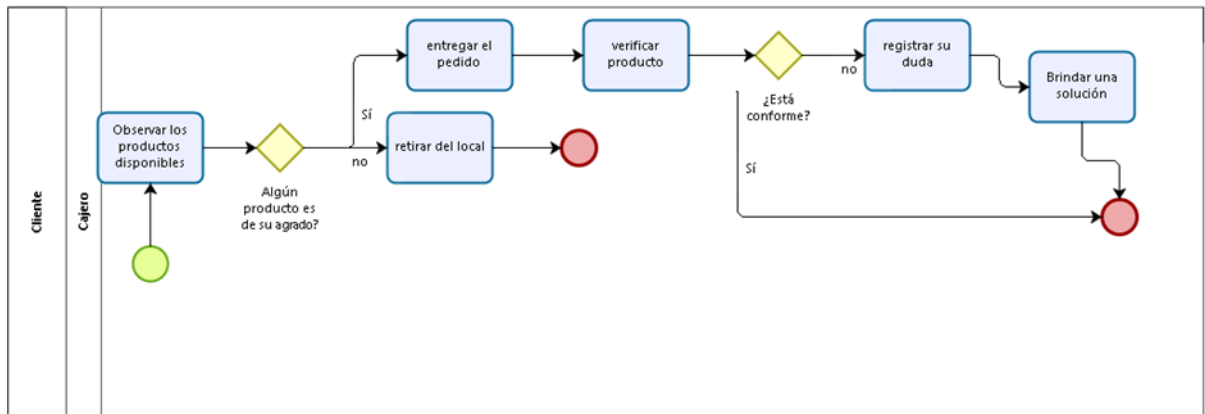 Cliente
Cajero
Observar los
productos
disponibles
Algún
producto es
de su agrado?
Sí
no
entregar el
pedido
retirar del local
verificar
producto
¿Está
conforme?
no
Sí
registrar su
duda
Brindar una
solución